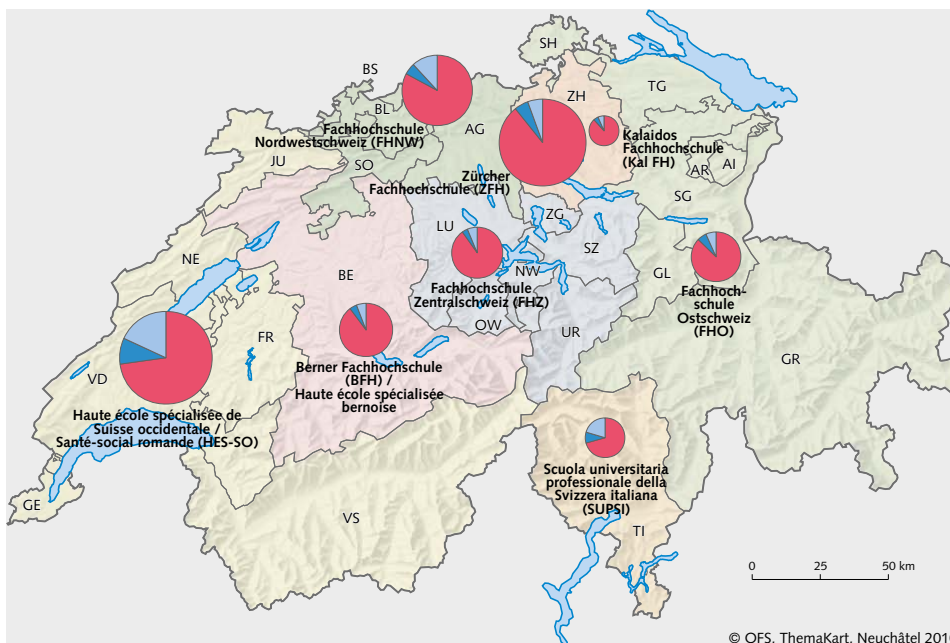 SH
BS
TG
ZH
BL
Fachhochschule
Nordwestschweiz (FHNW)
AG
Kalaidos
Fachhochschule
(Kal FH)
AI
AR
JU
SO
Zürcher
Fachhochschule (ZFH)
SG
ZG
LU
SZ
NE
BE
NW
GL
Fachhochschule
Zentralschweiz (FHZ)
Fachhoch-
schule
Ostschweiz
(FHO)
OW
UR
FR
GR
VD
Berner Fachhochschule
(BFH) /
Haute école spécialisée
bernoise
Haute école spécialisée de
Suisse occidentale /
Santé-social romande (HES-SO)
Scuola universitaria
professionale della
Svizzera italiana
(SUPSI)
GE
VS
TI
0 25 50 km
© OFS, ThemaKart, Neuchâtel 201